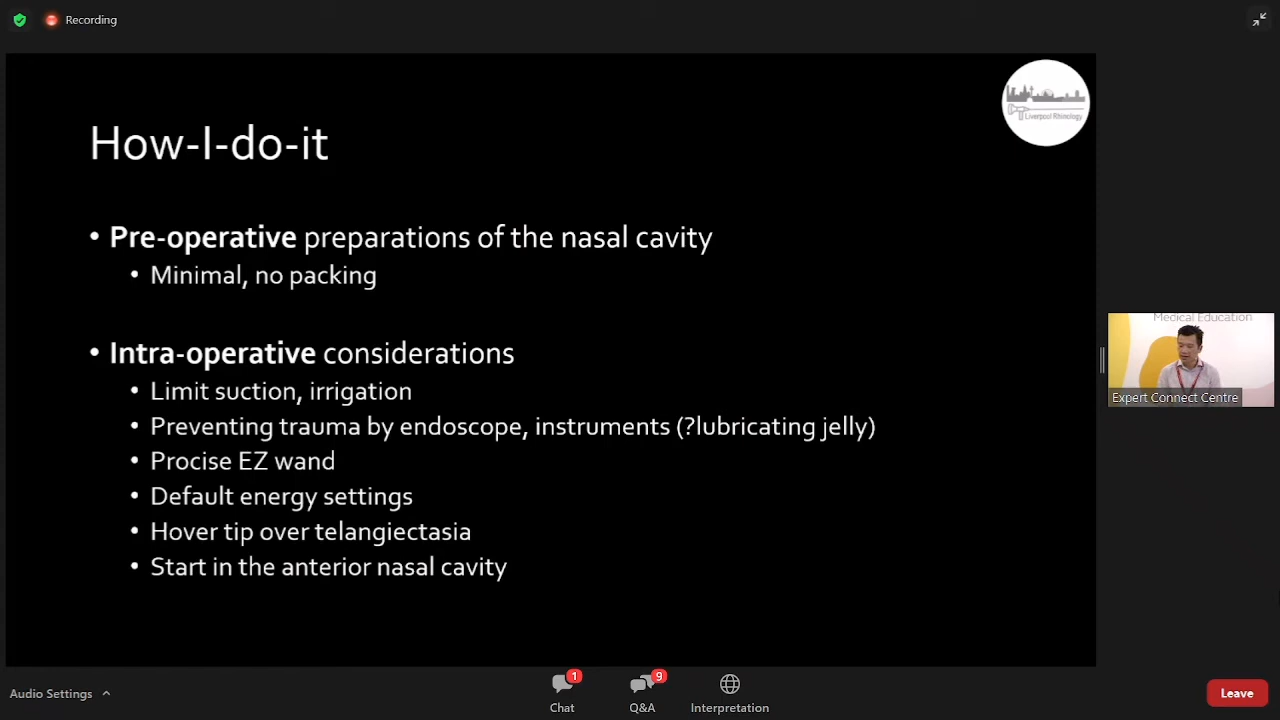 Recording
Liverpool Rhinology
How-I-do-it
• Pre-operative preparations of the nasal cavity
• Minimal, no packing
• Intra-operative considerations
• Limit suction, irrigation
• Preventing trauma by endoscope, instruments (?lubricating jelly)
• Procise EZ wand
• Default energy settings
• Hover tip over telangiectasia
• Start in the anterior nasal cavity
Medical Education
Expert Connect Centre
Audio Settings
1
Chat
9
Q&A
Interpretation
Leave